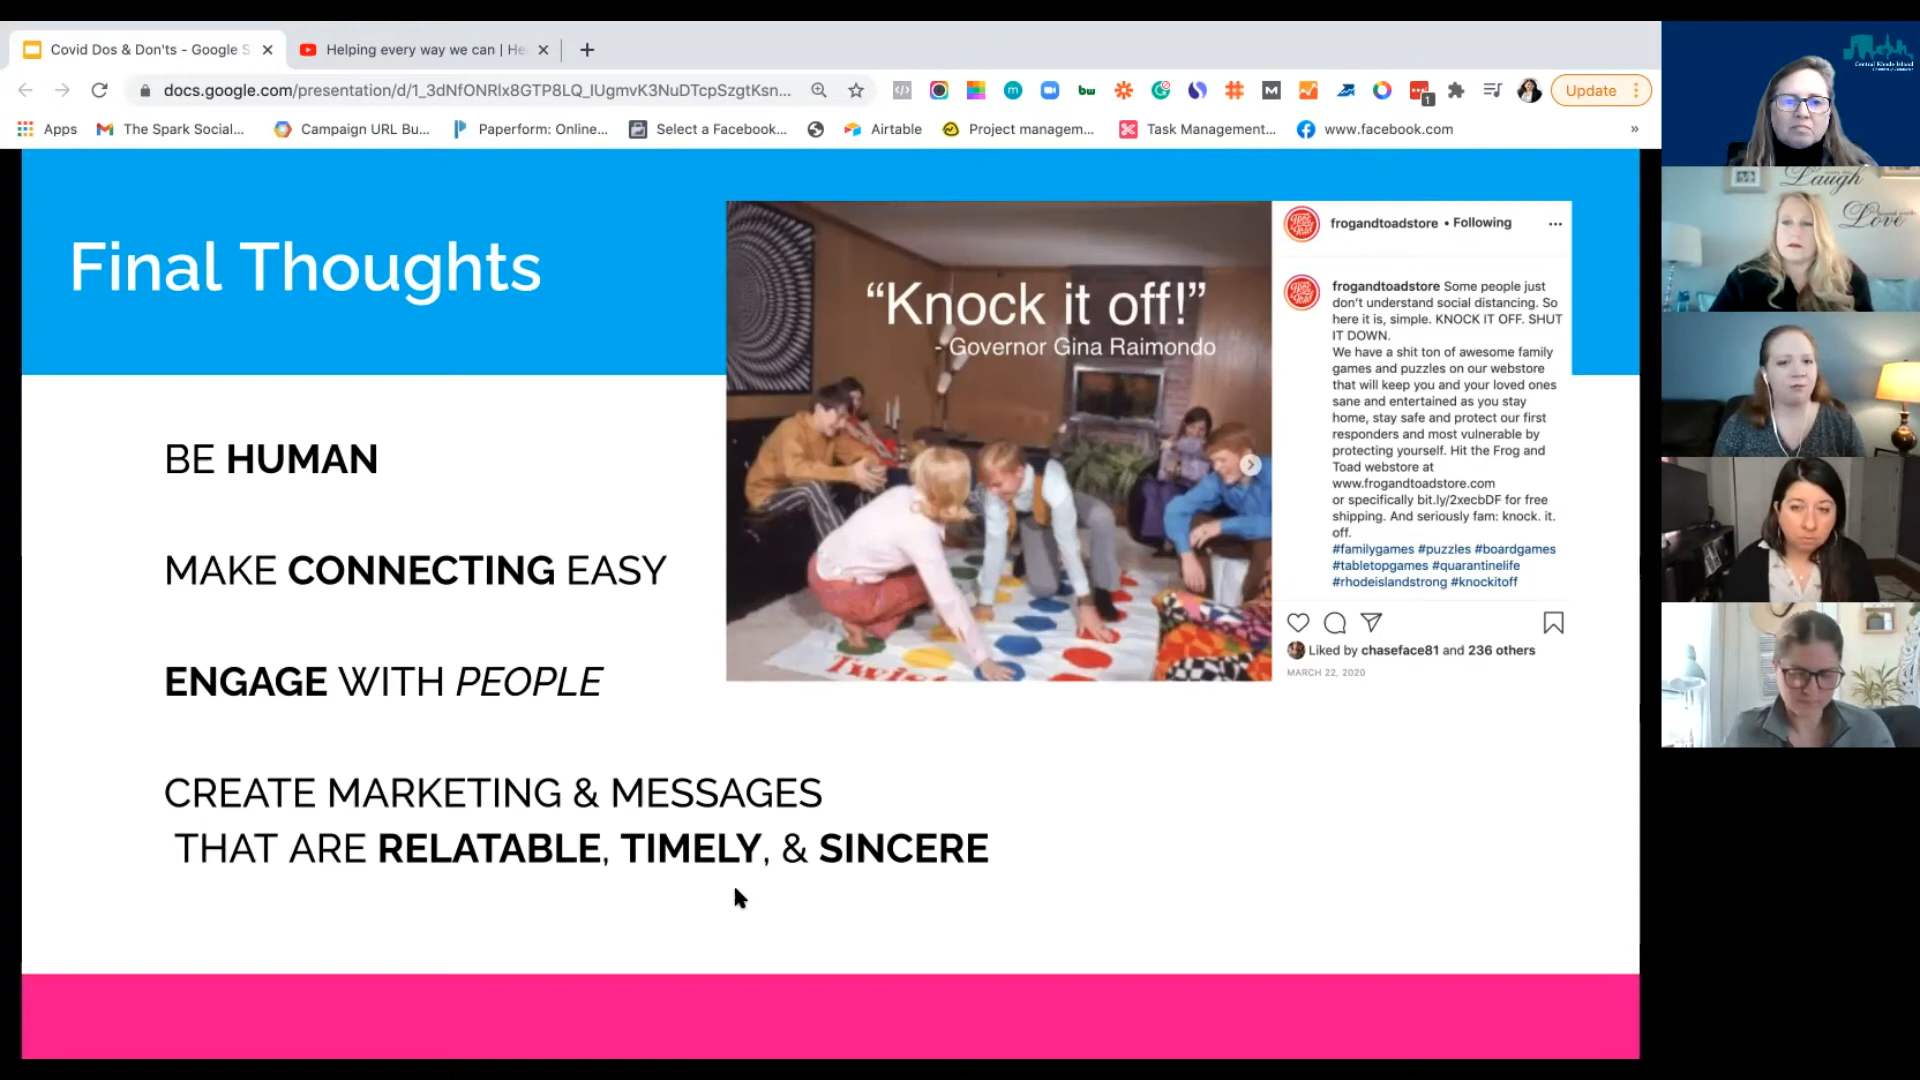 Covid Dos & Don'ts - Google S
Helping every way we can | He
docs.google.com/presentation/d/1_3dNfONRlx8GTP8LQ_IUgmvK3NuDTcpSzgtKsn...
bw
M
1
Update
Apps
The Spark Social...
Campaign URL Bu...
Paperform: Online...
Select a Facebook...
Airtable
Project managem...
Task Management...
www.facebook.com
»
Final Thoughts
BE HUMAN
MAKE CONNECTING EASY
ENGAGE WITH PEOPLE
CREATE MARKETING & MESSAGES
THAT ARE RELATABLE, TIMELY, & SINCERE
“Knock it off!”
- Governor Gina Raimondo
Twis
frogandtoadstore • Following
frogandtoadstore Some people just
don't understand social distancing. So
here it is, simple. KNOCK IT OFF. SHUT
IT DOWN.
We have a shit ton of awesome family
games and puzzles on our webstore
that will keep you and your loved ones
sane and entertained as you stay
home, stay safe and protect our first
responders and most vulnerable by
protecting yourself. Hit the Frog and
Toad webstore at
www.frogandtoadstore.com
or specifically bit.ly/2xecbDF for free
shipping. And seriously fam: knock. it.
off.
#familygames #puzzles #boardgames
#tabletopgames #quarantinelife
#rhodeislandstrong #knockitoff
Liked by chaseface81 and 236 others
MARCH 22, 2020
Central Rhode Island
Laugh
Love